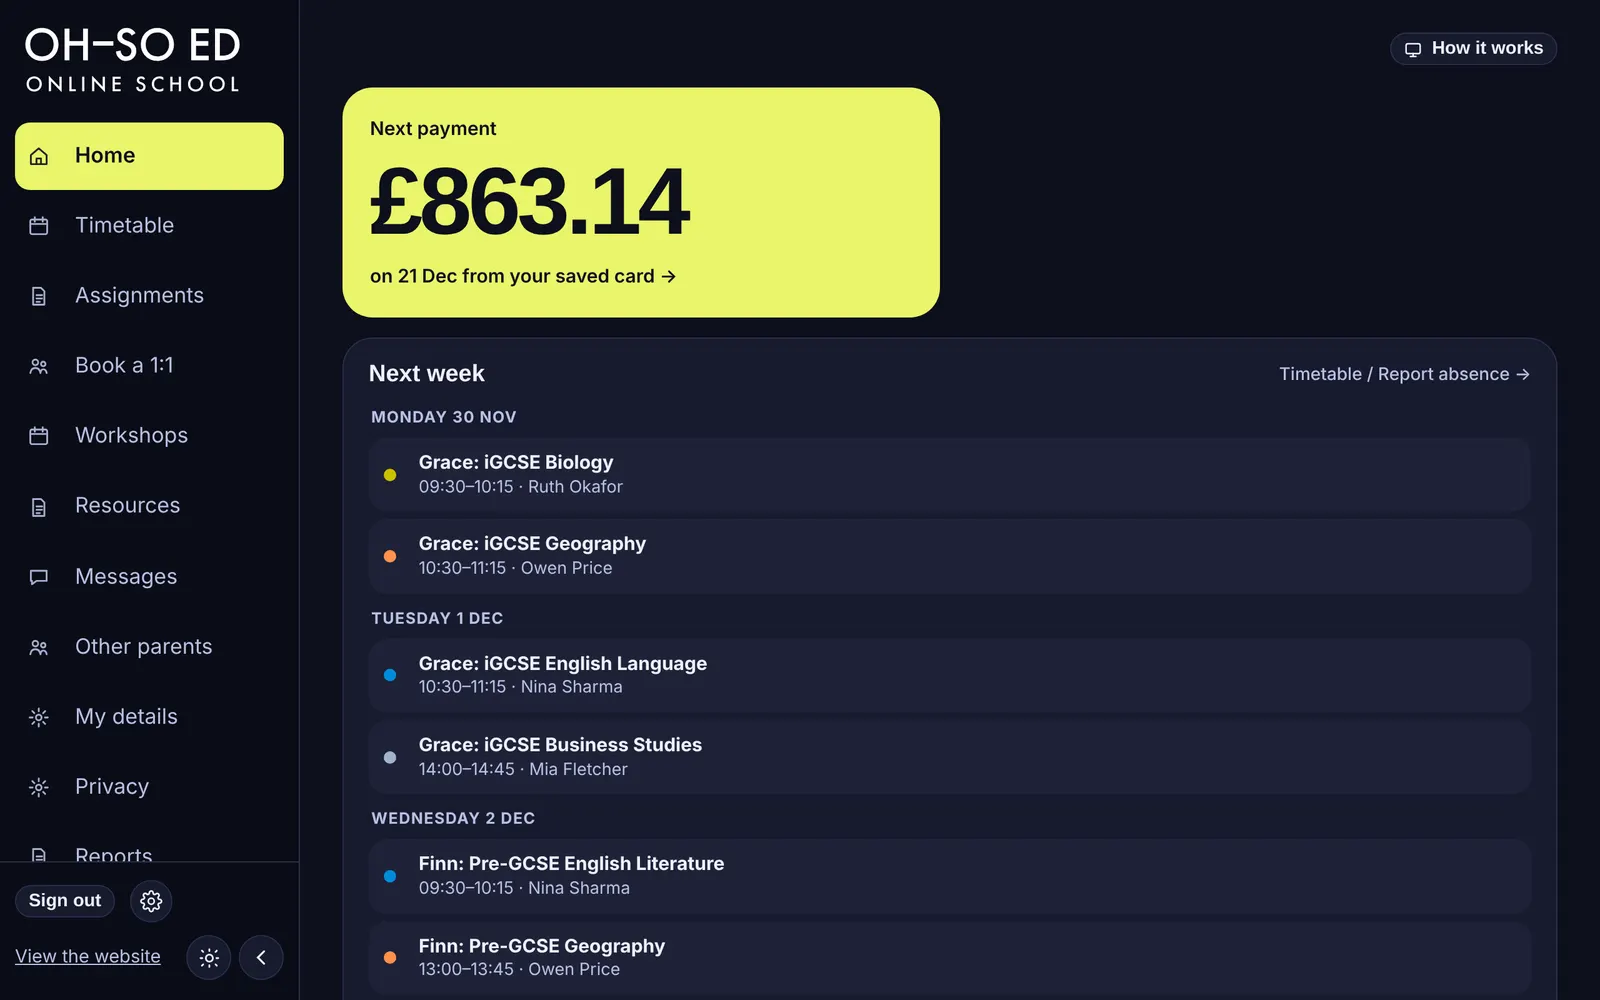 OH-SO ED
ONLINE SCHOOL
Home
Timetable
Assignments
Book a 1:1
Workshops
Resources
Messages
Other parents
My details
Privacy
Reports
Sign out
View the website
How it works
Next payment
£863.14
on 21 Dec from your saved card →
Next week
Timetable / Report absence →
MONDAY 30 NOV
Grace: iGCSE Biology
09:30–10:15 · Ruth Okafor
Grace: iGCSE Geography
10:30–11:15 · Owen Price
TUESDAY 1 DEC
Grace: iGCSE English Language
10:30–11:15 · Nina Sharma
Grace: iGCSE Business Studies
14:00–14:45 · Mia Fletcher
WEDNESDAY 2 DEC
Finn: Pre-GCSE English Literature
09:30–10:15 · Nina Sharma
Finn: Pre-GCSE Geography
13:00–13:45 · Owen Price